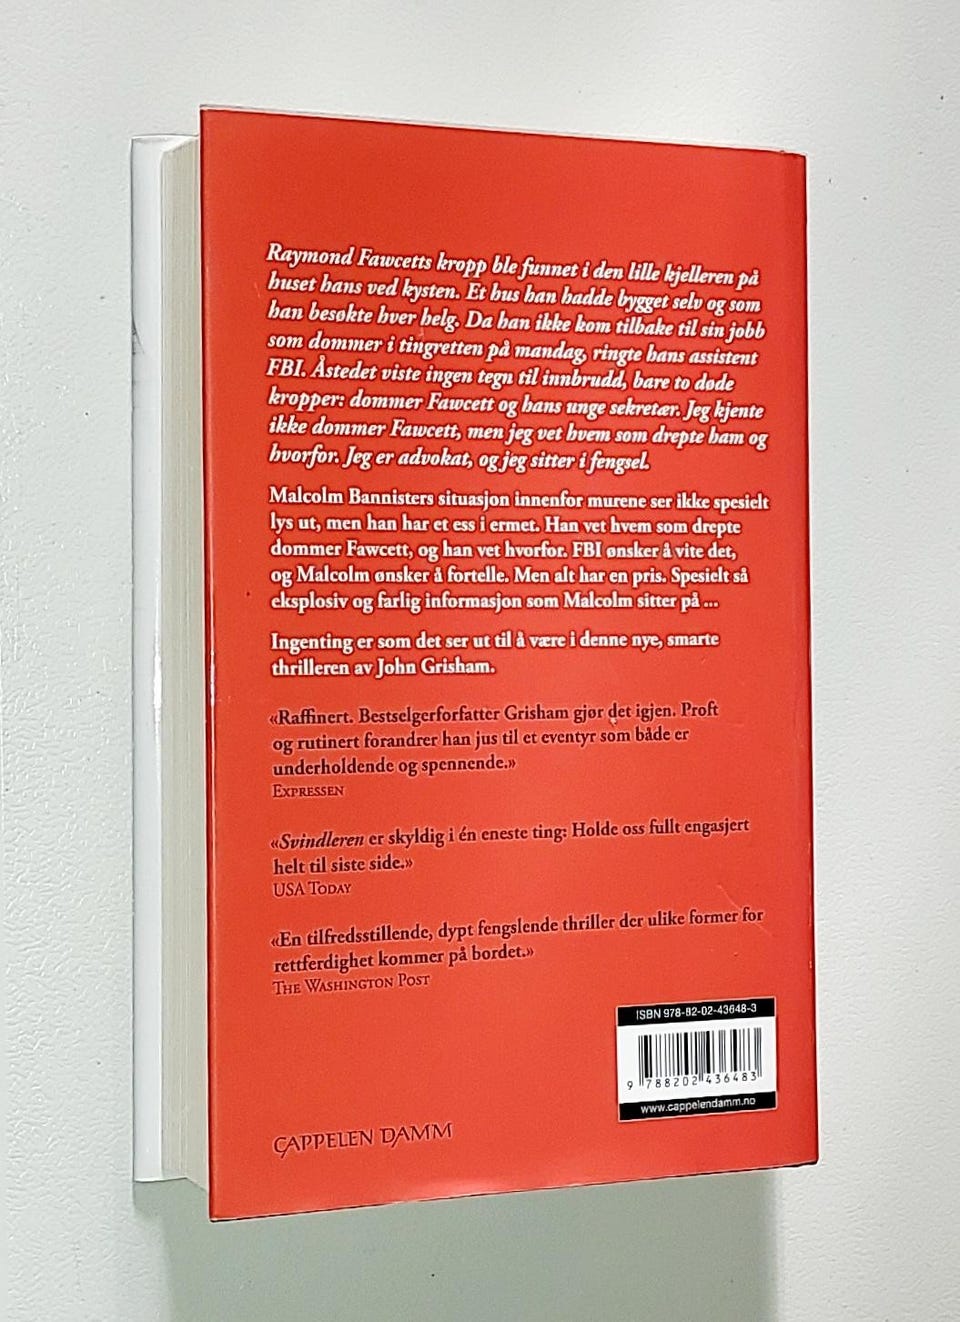 Raymond Fawcetts kropp ble funnet i den lille kjelleren på
huset hans ved kysten. Et hus han hadde bygget selv og som
han besøkte hver helg. Da han ikke kom tilbake til sin jobb
som dommer i tingretten på mandag, ringte hans assistent
FBI. Åstedet viste ingen tegn til innbrudd, bare to døde
kropper: dommer Fawcett og hans unge sekretær. Jeg kjente
ikke dommer Fawcett, men jeg vet hvem som drepte ham og
hvorfor. Jeg er advokat, og jeg sitter i fengsel.
Malcolm Bannisters situasjon innenfor murene ser ikke spesielt
lys ut, men han har et ess i ermet. Han vet hvem som drepte
dommer Fawcett, og han vet hvorfor. FBI ønsker å vite det,
og Malcolm ønsker å fortelle. Men alt har en pris. Spesielt så
eksplosiv og farlig informasjon som Malcolm sitter på ...
Ingenting er som det ser ut til å være i denne nye, smarte
thrilleren av John Grisham.
«Raffinert. Bestselgerforfatter Grisham gjør det igjen. Proft
og rutinert forandrer han jus til et eventyr som både er
underholdende og spennende.»
EXPRESSEN
«Svindleren er skyldig i én eneste ting: Holde oss fullt engasjert
helt til siste side.»
USA TODAY
«En tilfredsstillende, dypt fengslende thriller der ulike former for
rettferdighet kommer på bordet.»
THE WASHINGTON POST
ISBN 978-82-02-43648-3
9 788202 436483
www.cappelendamm.no
CAPPELEN DAMM